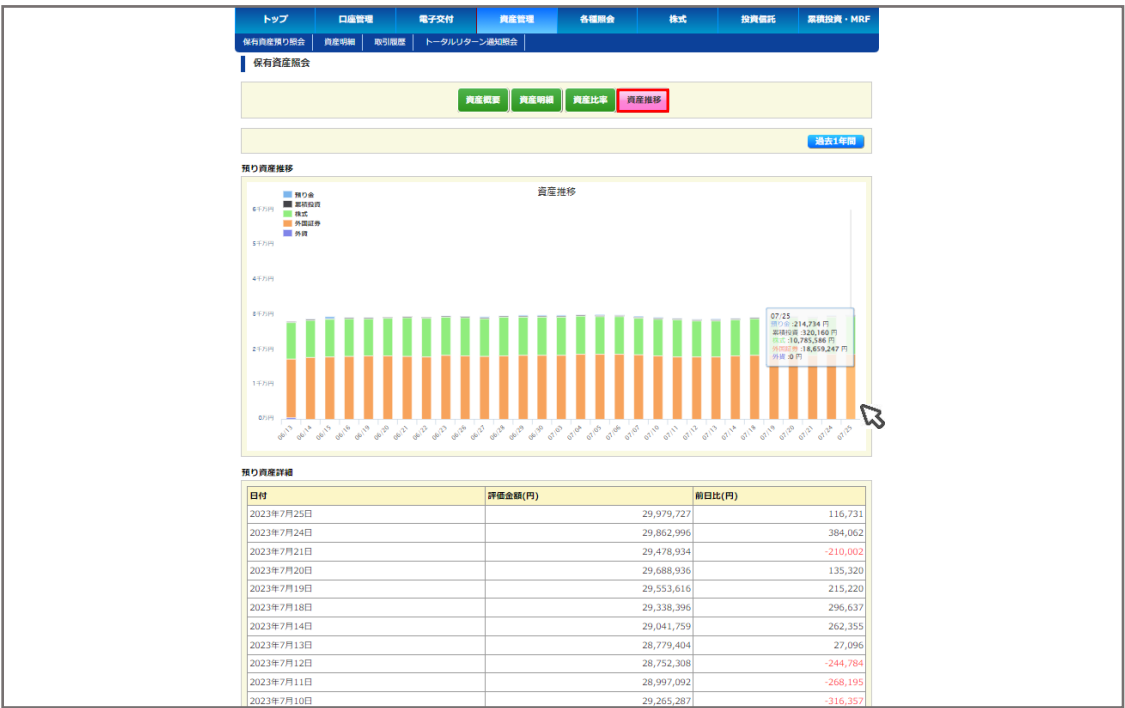 トップ 口座管理 電子交付 資産管理 各種照会 株式 投資信託 累積投資・MRF
保有資産預り照会 資産明細 取引履歴 トータルリターン通知照会
保有資産照会
資産概要 資産明細 資産比率 資産推移
過去1年間
預り資産推移
資産推移
預り金
累積投資
株式
外国証券
外貨
6千万円
5千万円
4千万円
3千万円
2千万円
1千万円
0万円
07/25
預り金 :214,734 円
累積投資 :320,160 円
株式 :10,785,586 円
外国証券 :18,659,247 円
外貨 :0 円
06/13 06/14 06/15 06/16 06/19 06/20 06/21 06/22 06/23 06/26 06/27 06/28 06/29 06/30 07/03 07/04 07/05 07/06 07/07 07/10 07/11 07/12 07/13 07/14 07/18 07/19 07/20 07/21 07/24 07/25
預り資産詳細
日付 評価金額(円) 前日比(円)
2023年7月25日 29,979,727 116,731
2023年7月24日 29,862,996 384,062
2023年7月21日 29,478,934 -210,002
2023年7月20日 29,688,936 135,320
2023年7月19日 29,553,616 215,220
2023年7月18日 29,338,396 296,637
2023年7月14日 29,041,759 262,355
2023年7月13日 28,779,404 27,096
2023年7月12日 28,752,308 -244,784
2023年7月11日 28,997,092 -268,195
2023年7月10日 29,265,287 -316,357